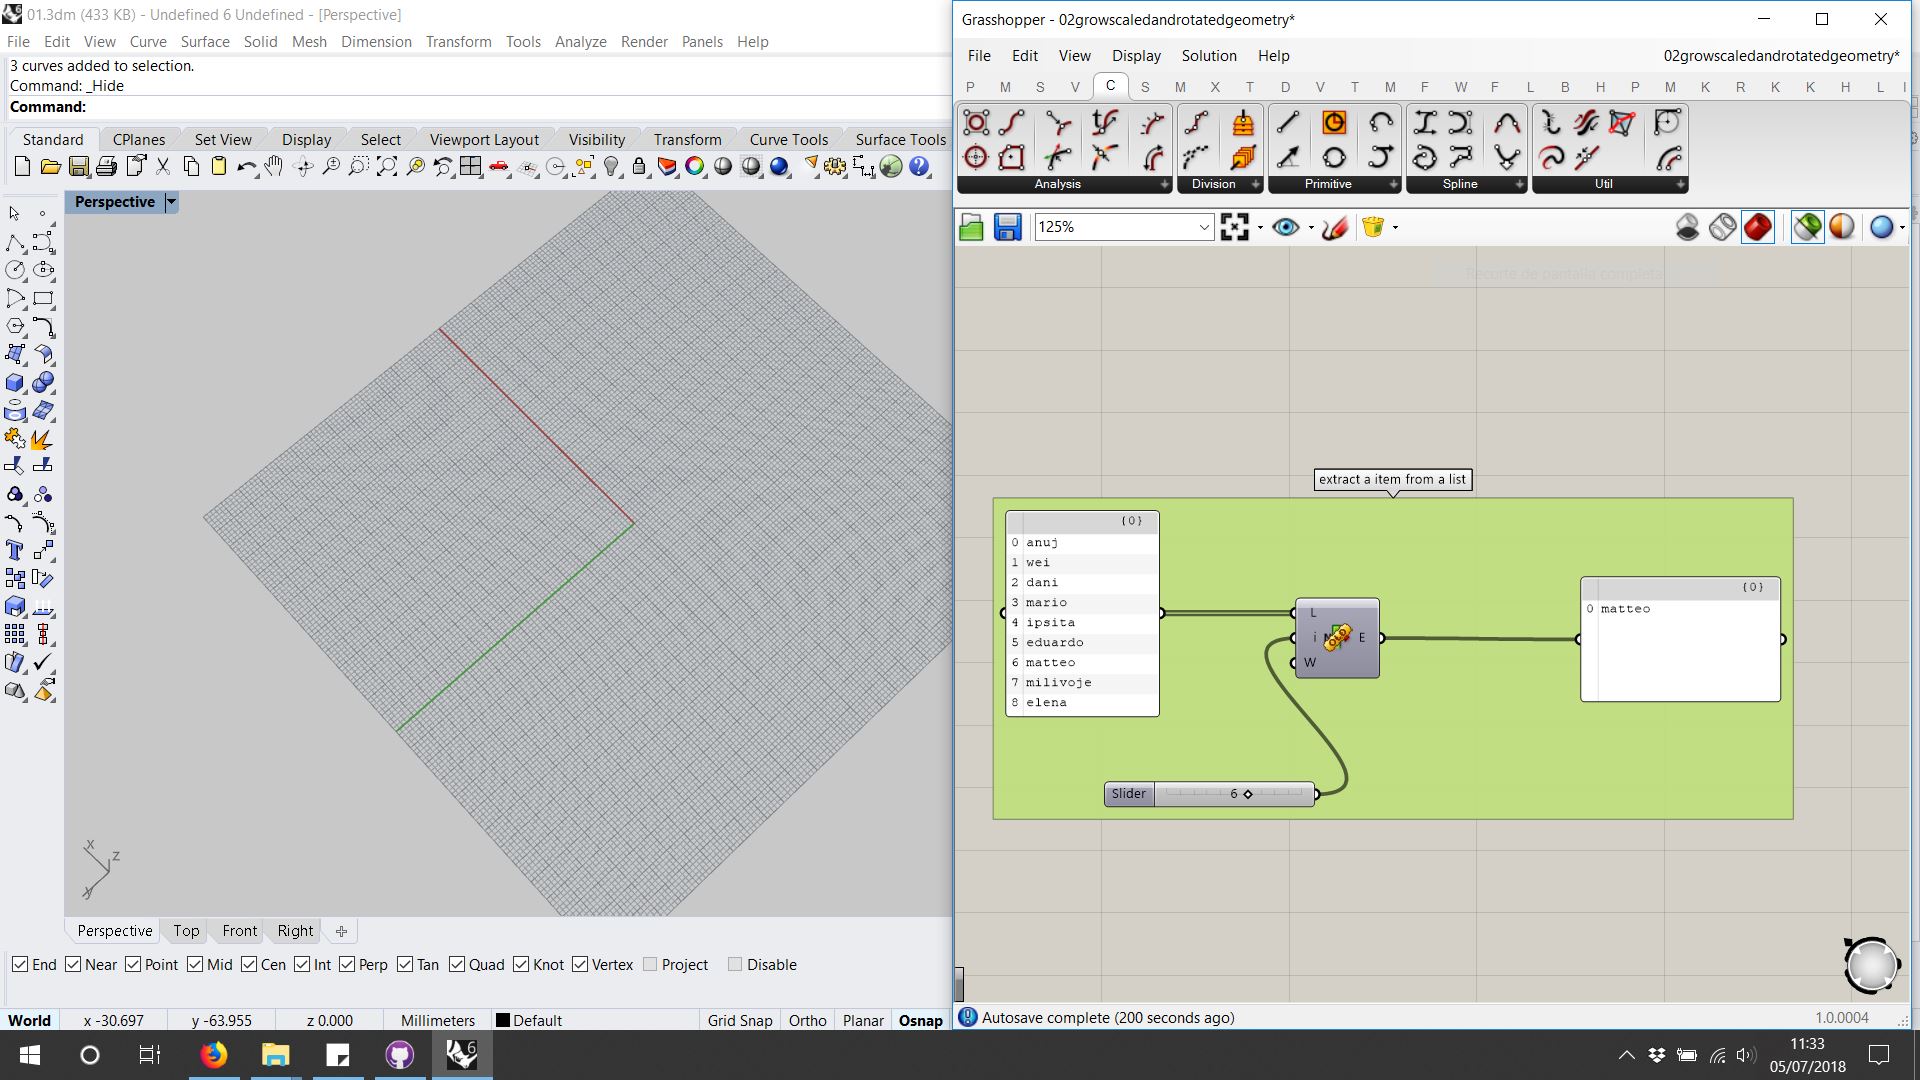 01.3dm (433 KB) - Undefined 6 Undefined - [Perspective]
File Edit View Curve Surface Solid Mesh Dimension Transform Tools Analyze Render Panels Help
3 curves added to selection.
Command: _Hide
Command:
Standard CPlanes Set View Display Select Viewport Layout Visibility Transform Curve Tools Surface Tools
Perspective
x
z
y
Perspective Top Front Right
End Near Point Mid Cen Int Perp Tan Quad Knot Vertex Project Disable
World x -30.697 y -63.955 z 0.000 Millimeters Default Grid Snap Ortho Planar Osnap
Grasshopper - 02growscaledandrotatedgeometry*
File Edit View Display Solution Help 02growscaledandrotatedgeometry*
P M S V C S M X T D V T M F W F L B H P M K R K K H L I
Analysis Division Primitive Spline Util
125%
Recorte de pantalla completa
extract a item from a list
{0}
0 anuj
1 wei
2 dani
3 mario
4 ipsita
5 eduardo
6 matteo
7 milivoje
8 elena
L
i E
W
{0}
0 matteo
Slider 6
Autosave complete (200 seconds ago) 1.0.0004
6
11:33
05/07/2018